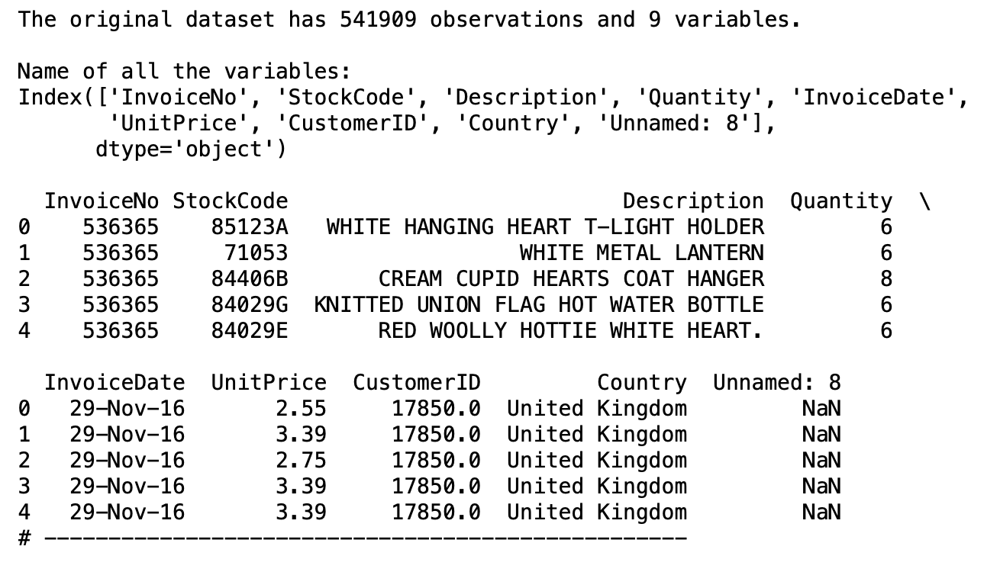 The original dataset has 541909 observations and 9 variables.
Name of all the variables:
Index(['InvoiceNo', 'StockCode', 'Description', 'Quantity', 'InvoiceDate',
'UnitPrice', 'CustomerID', 'Country', 'Unnamed: 8'],
dtype='object')
InvoiceNo StockCode Description Quantity \
0 536365 85123A WHITE HANGING HEART T-LIGHT HOLDER 6
1 536365 71053 WHITE METAL LANTERN 6
2 536365 84406B CREAM CUPID HEARTS COAT HANGER 8
3 536365 84029G KNITTED UNION FLAG HOT WATER BOTTLE 6
4 536365 84029E RED WOOLLY HOTTIE WHITE HEART. 6
InvoiceDate UnitPrice CustomerID Country Unnamed: 8
0 29-Nov-16 2.55 17850.0 United Kingdom NaN
1 29-Nov-16 3.39 17850.0 United Kingdom NaN
2 29-Nov-16 2.75 17850.0 United Kingdom NaN
3 29-Nov-16 3.39 17850.0 United Kingdom NaN
4 29-Nov-16 3.39 17850.0 United Kingdom NaN
# --------------------------------------------------